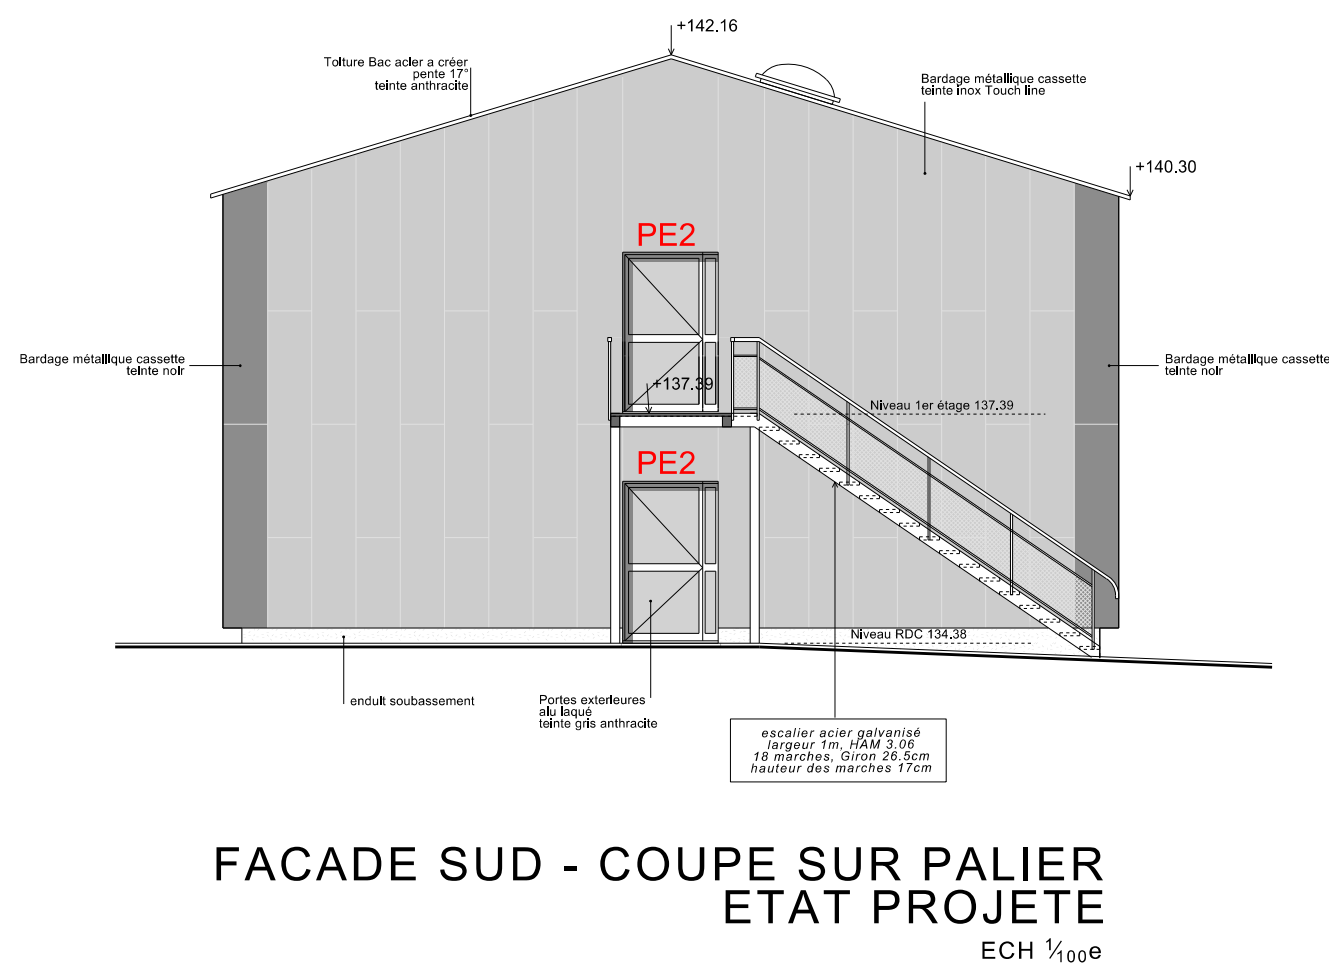 +142.16
Toiture Bac acier a créer
pente 17°
teinte anthracite
Bardage métallique cassette
teinte inox Touch line
+140.30
PE2
Bardage métallique cassette
teinte noir
Bardage métallique cassette
teinte noir
+137.39
Niveau 1er étage 137.39
PE2
Niveau RDC 134.38
enduit soubassement
Portes exterieures
alu laqué
teinte gris anthracite
escalier acier galvanisé
largeur 1m, HAM 3.06
18 marches, Giron 26.5cm
hauteur des marches 17cm
FACADE SUD - COUPE SUR PALIER
ETAT PROJETE
ECH 1/100e